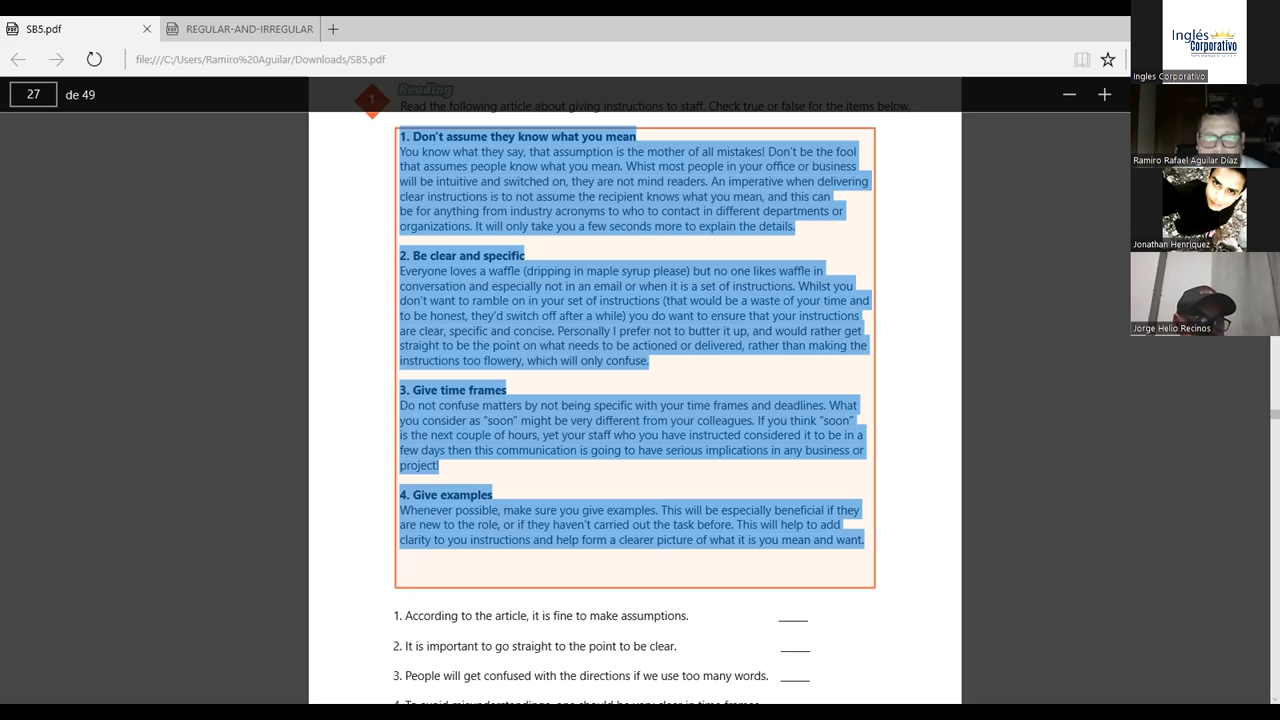 SB5.pdf
REGULAR-AND-IRREGULAR
file:///C:/Users/Ramiro%20Aguilar/Downloads/SB5.pdf
27 de 49
1 Reading
Read the following article about giving instructions to staff. Check true or false for the items below.
1. Don't assume they know what you mean
You know what they say, that assumption is the mother of all mistakes! Don't be the fool
that assumes people know what you mean. Whist most people in your office or business
will be intuitive and switched on, they are not mind readers. An imperative when delivering
clear instructions is to not assume the recipient knows what you mean, and this can
be for anything from industry acronyms to who to contact in different departments or
organizations. It will only take you a few seconds more to explain the details.
2. Be clear and specific
Everyone loves a waffle (dripping in maple syrup please) but no one likes waffle in
conversation and especially not in an email or when it is a set of instructions. Whilst you
don't want to ramble on in your set of instructions (that would be a waste of your time and
to be honest, they'd switch off after a while) you do want to ensure that your instructions
are clear, specific and concise. Personally I prefer not to butter it up, and would rather get
straight to be the point on what needs to be actioned or delivered, rather than making the
instructions too flowery, which will only confuse.
3. Give time frames
Do not confuse matters by not being specific with your time frames and deadlines. What
you consider as "soon" might be very different from your colleagues. If you think "soon"
is the next couple of hours, yet your staff who you have instructed considered it to be in a
few days then this communication is going to have serious implications in any business or
project!
4. Give examples
Whenever possible, make sure you give examples. This will be especially beneficial if they
are new to the role, or if they haven't carried out the task before. This will help to add
clarity to you instructions and help form a clearer picture of what it is you mean and want.
1. According to the article, it is fine to make assumptions. _____
2. It is important to go straight to the point to be clear. _____
3. People will get confused with the directions if we use too many words. _____
4. To avoid misunderstandings, one should be very clear in time frames.
Inglés
Corporativo
Ingles Corporativo
Ramiro Rafael Aguilar Díaz
Jonathan Henriquez
Jorge Helio Recinos